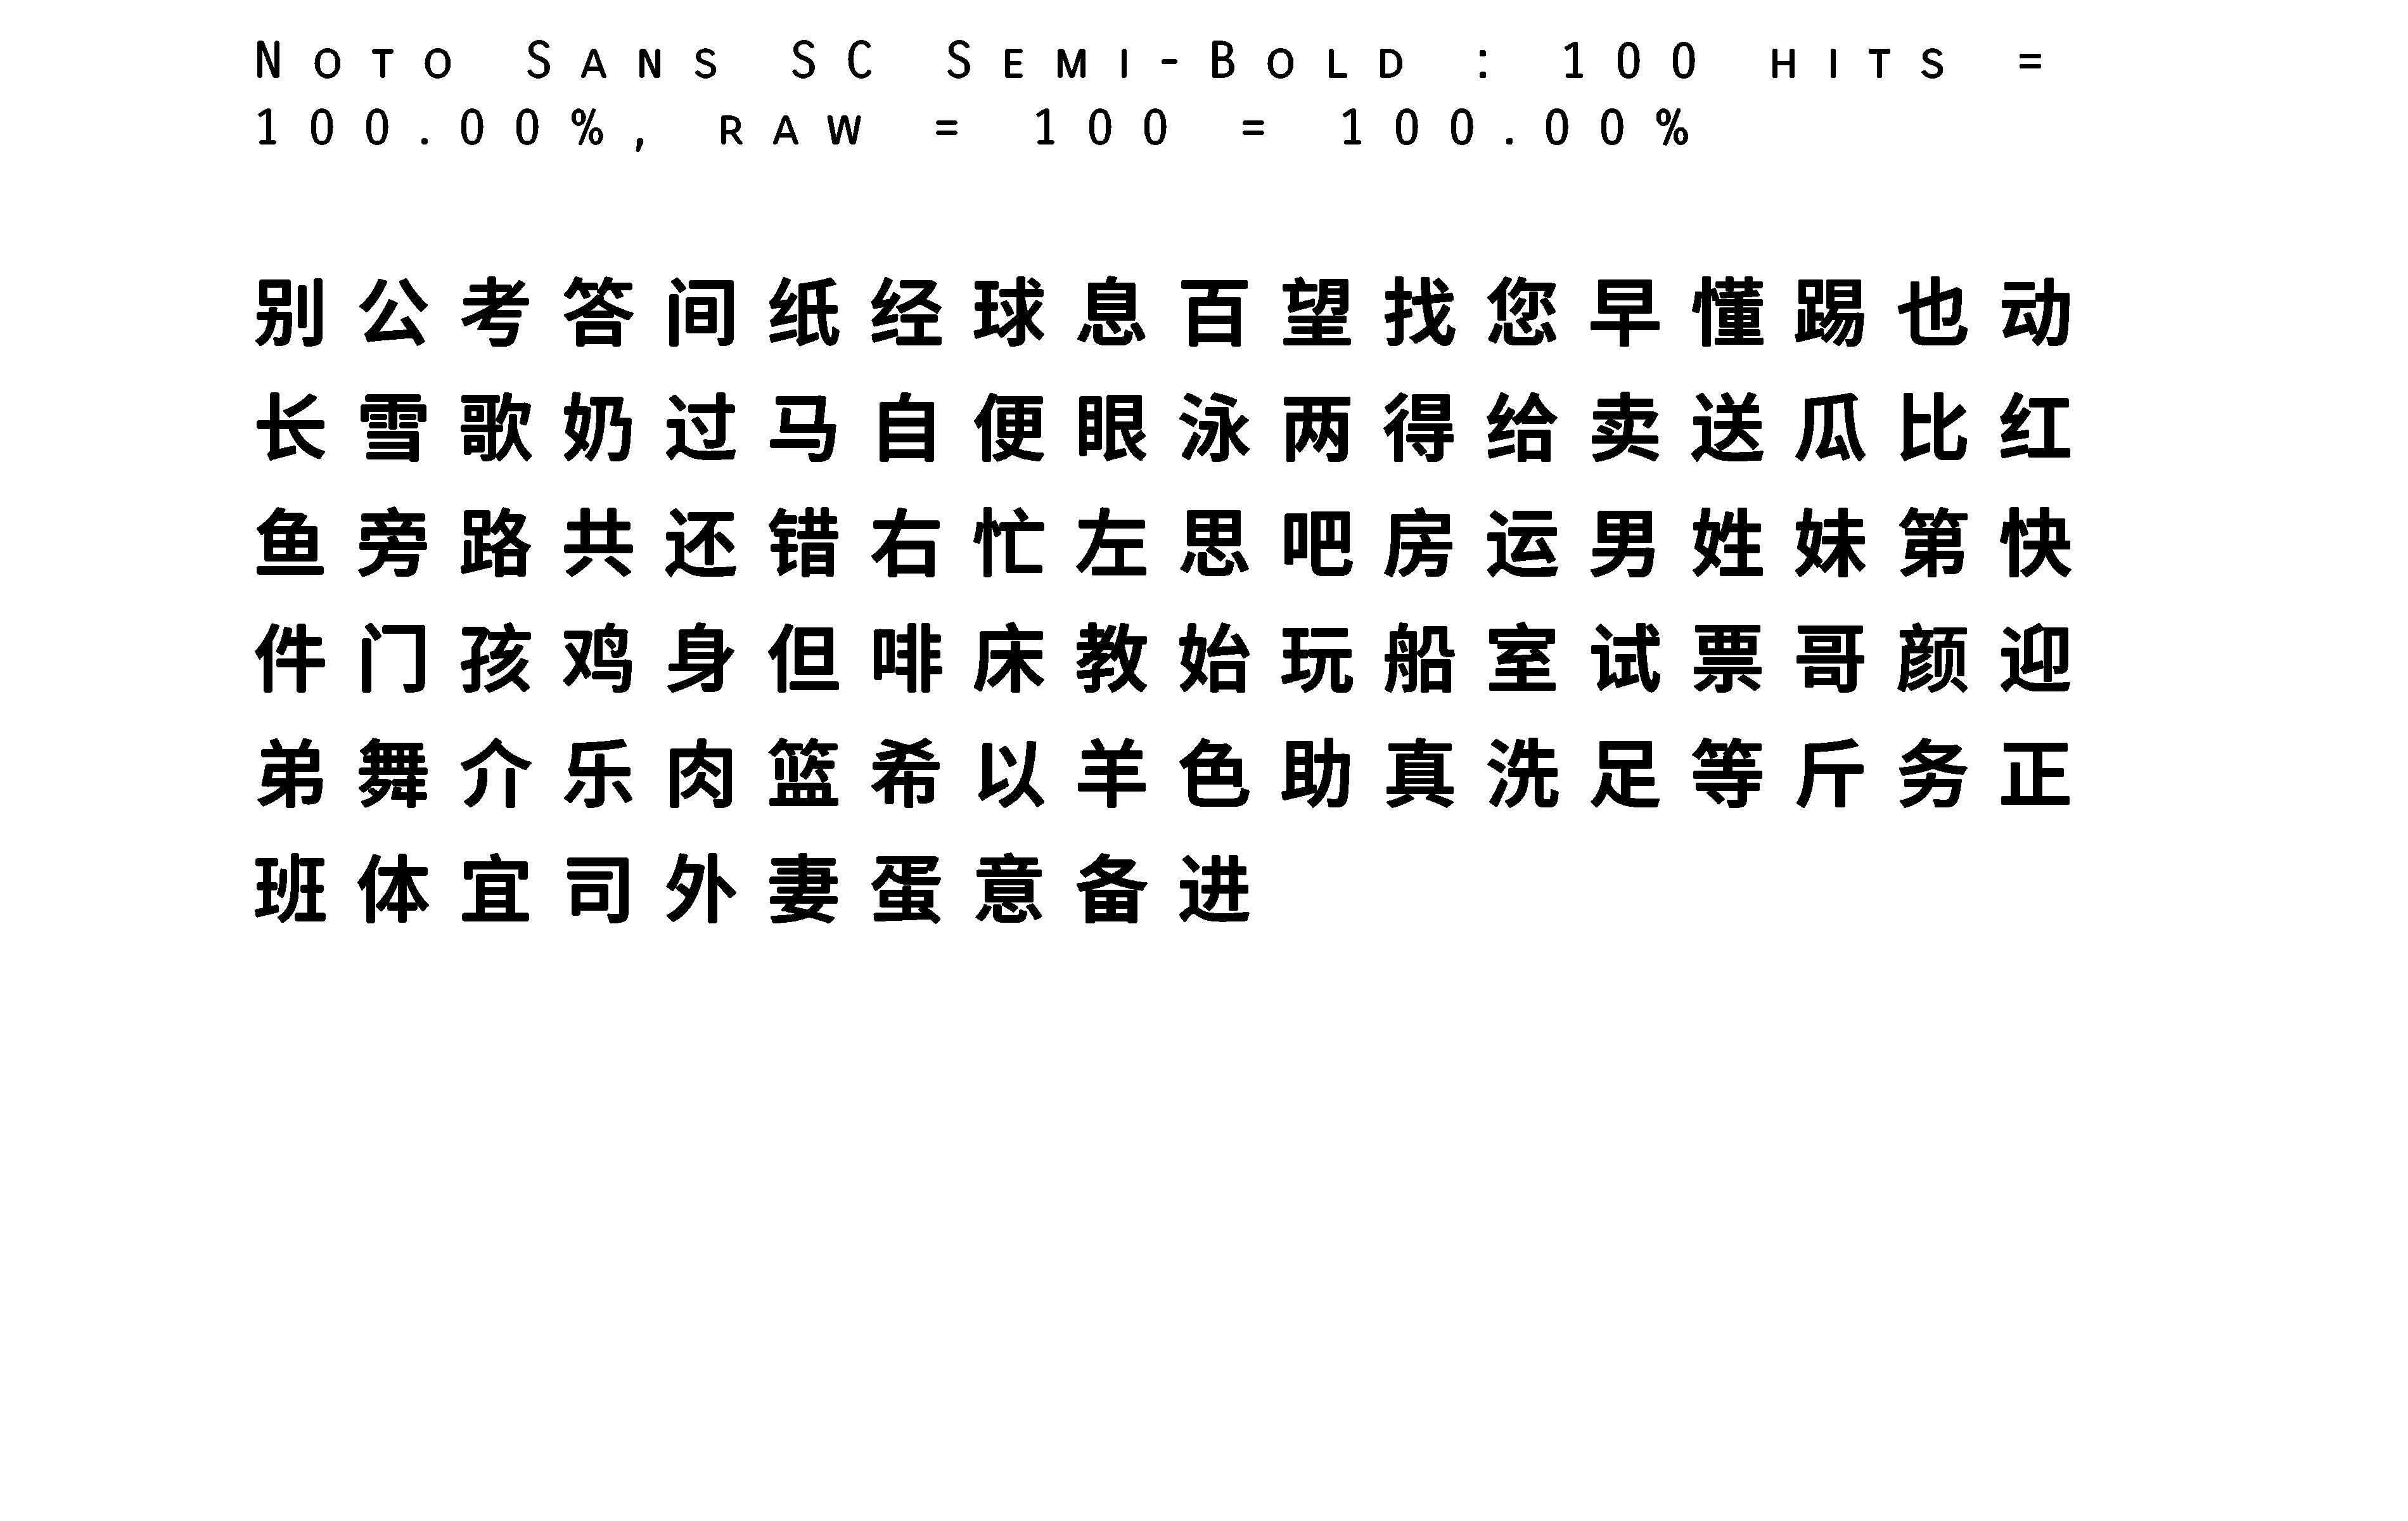 Noto Sans SC Semi-Bold : 100 hits =
100.00%, raw = 100 = 100.00%
别公考答间纸经球息百望找您早懂踢也动
长雪歌奶过马自便眼泳两得给卖送瓜比红
鱼旁路共还错右忙左思吧房运男姓妹第快
件门孩鸡身但啡床教始玩船室试票哥颜迎
弟舞介乐肉篮希以羊色助真洗足等斤务正
班体宜司外妻蛋意备进